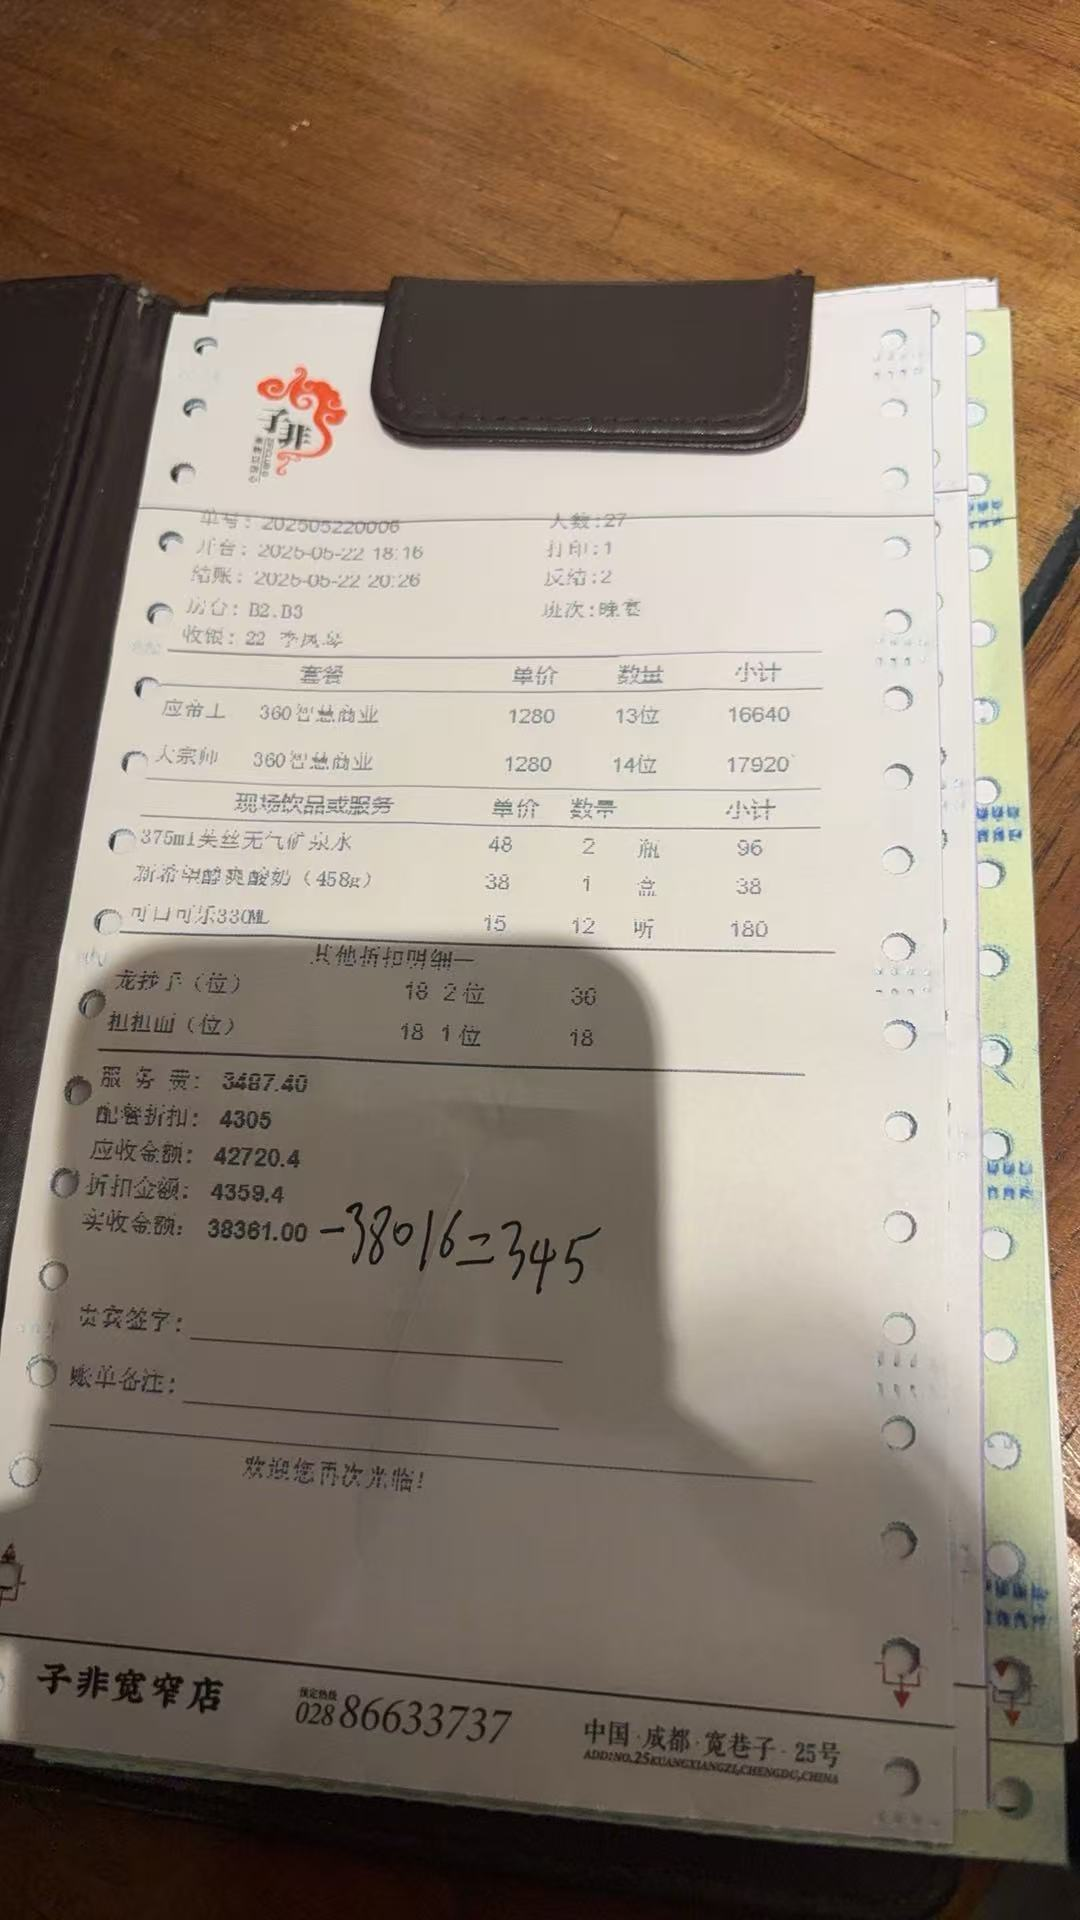 子非
单号: 202505220006 人数:27
开台: 2025-05-22 18:16 打印:1
结账: 2025-05-22 20:26 反结:2
房台: B2.B3 班次:晚宴
收银: 22
套餐 单价 数量 小计
应帝王 360智慧商业 1280 13位 16640
大宗师 360智慧商业 1280 14位 17920
现场饮品或服务 单价 数量 小计
375ml芙丝无气矿泉水 48 2 瓶 96
新希望醇爽酸奶（458g） 38 1 盒 38
可口可乐330ML 15 12 听 180
其他折扣明细一
龙抄手（位） 18 2位 36
担担面（位） 18 1位 18
服 务 费: 3487.40
配餐折扣: 4305
应收金额: 42720.4
折扣金额: 4359.4
实收金额: 38361.00 -38016=345
贵宾签字:
账单备注:
欢迎您再次光临!
子非宽窄店
预定热线 028 86633737
中国·成都·宽巷子·25号
ADD:NO.25KUANGXIANGZI,CHENGDU,CHINA